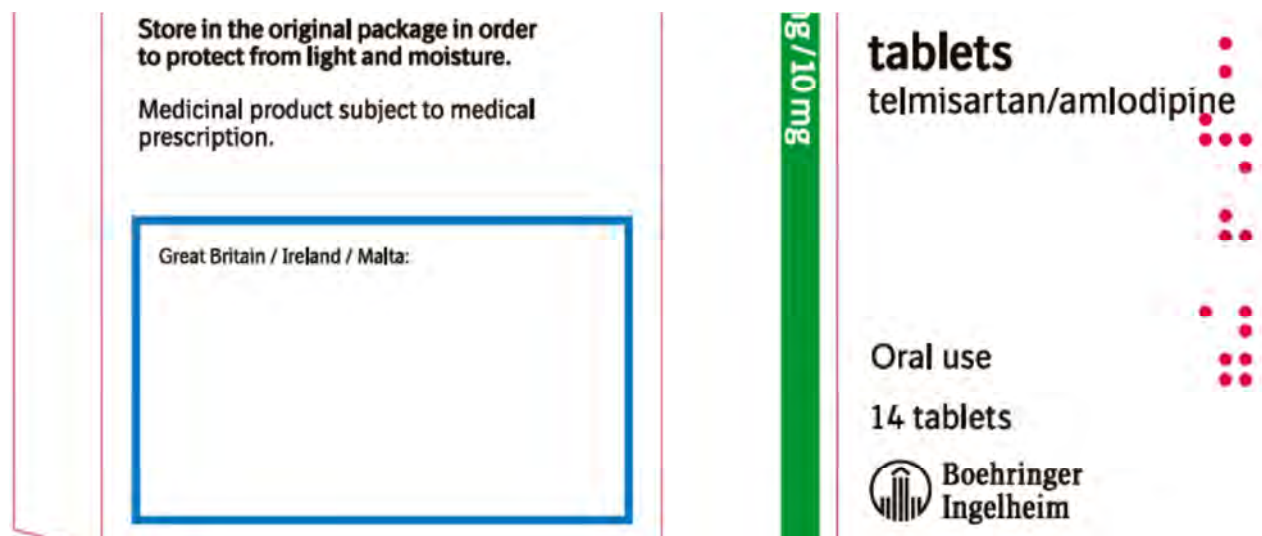 Store in the original package in order
to protect from light and moisture.
Medicinal product subject to medical
prescription.
Great Britain / Ireland / Malta:
/10 mg
tablets
telmisartan/amlodipine
Oral use
14 tablets
Boehringer
Ingelheim